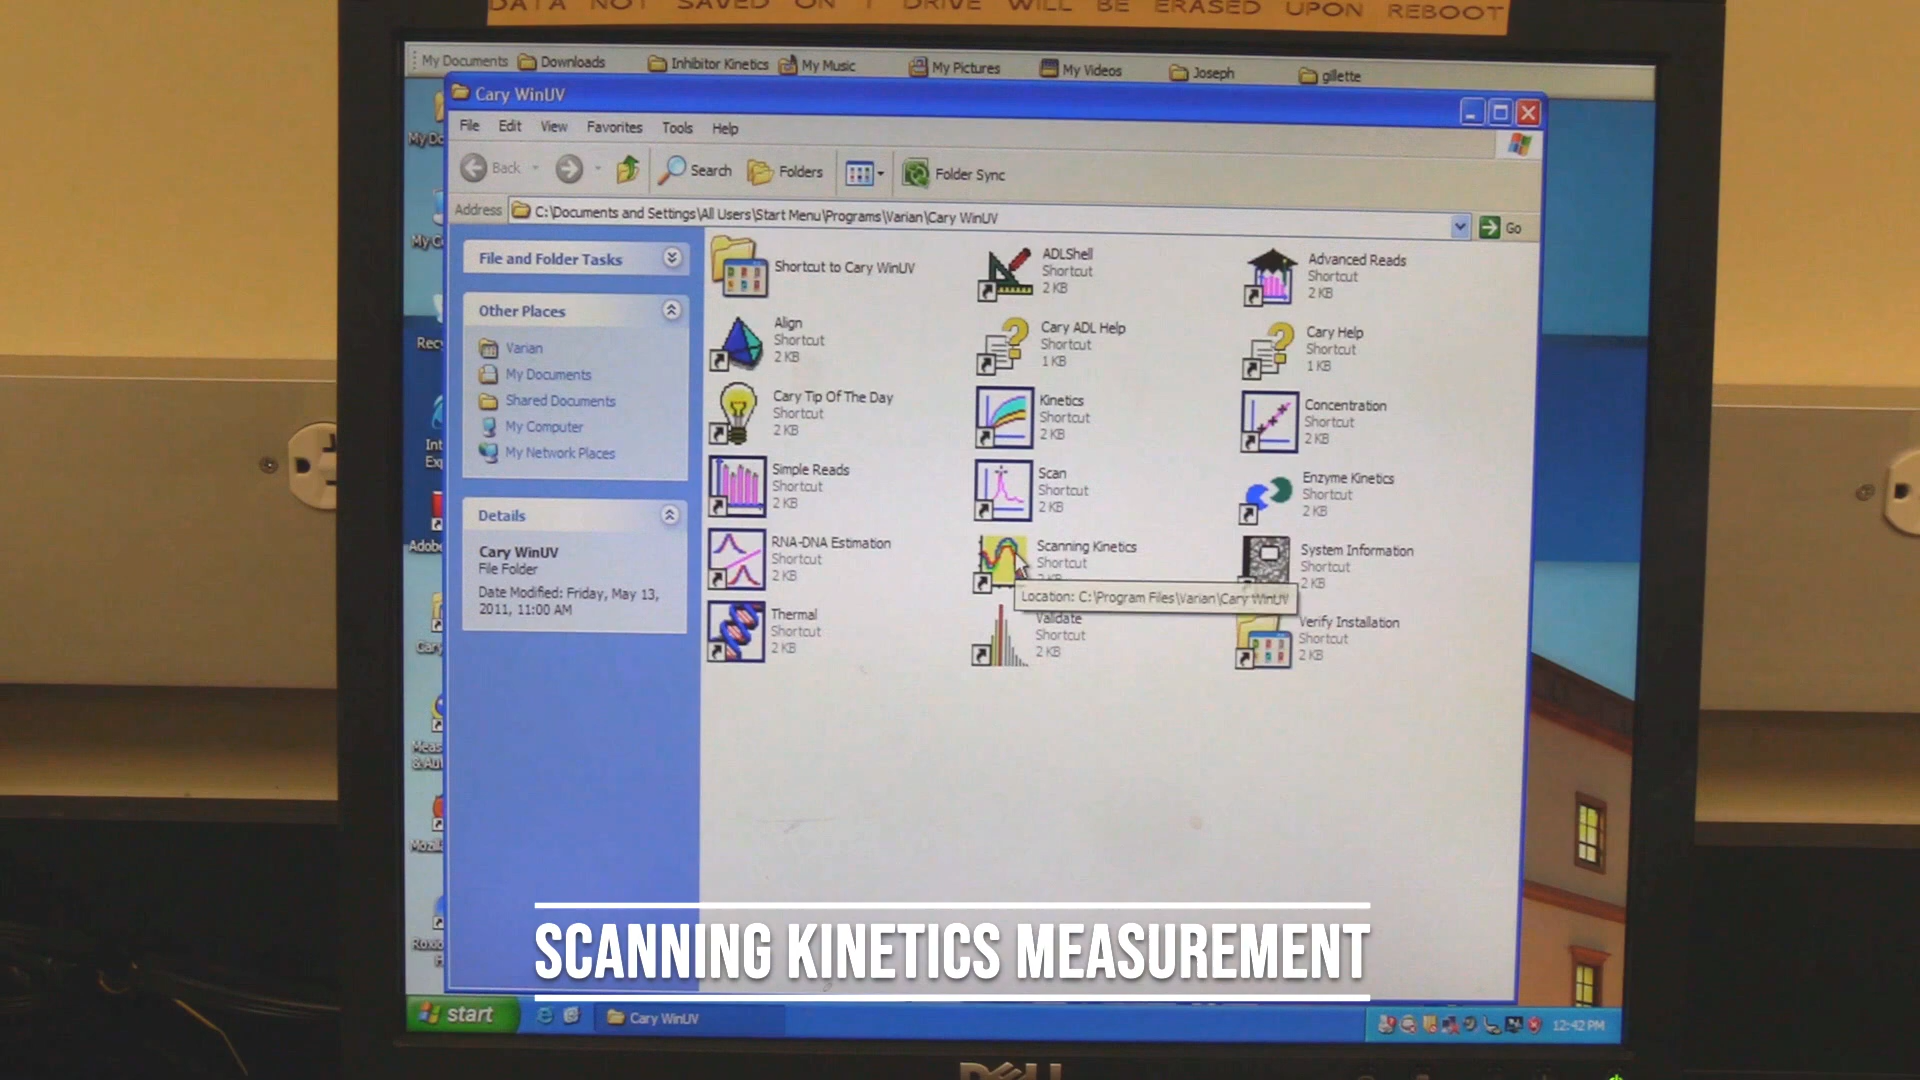 DATA NOT SAVED ON T DRIVE WILL BE ERASED UPON REBOOT
My Documents Downloads Inhibitor Kinetics My Music My Pictures My Videos Joseph gillette
Cary WinUV
File Edit View Favorites Tools Help
Back Search Folders Folder Sync
Address C:\Documents and Settings\All Users\Start Menu\Programs\Varian\Cary WinUV Go
File and Folder Tasks
Other Places
Varian
My Documents
Shared Documents
My Computer
My Network Places
Details
Cary WinUV
File Folder
Date Modified: Friday, May 13,
2011, 11:00 AM
Shortcut to Cary WinUV
ADLShell
Shortcut
2 KB
Advanced Reads
Shortcut
2 KB
Align
Shortcut
2 KB
Cary ADL Help
Shortcut
1 KB
Cary Help
Shortcut
1 KB
Cary Tip Of The Day
Shortcut
2 KB
Kinetics
Shortcut
2 KB
Concentration
Shortcut
2 KB
Simple Reads
Shortcut
2 KB
Scan
Shortcut
2 KB
Enzyme Kinetics
Shortcut
2 KB
RNA-DNA Estimation
Shortcut
2 KB
Scanning Kinetics
Shortcut
2 KB
System Information
Shortcut
2 KB
Location: C:\Program Files\Varian\Cary WinUV
Thermal
Shortcut
2 KB
Validate
Shortcut
2 KB
Verify Installation
Shortcut
2 KB
SCANNING KINETICS MEASUREMENT
start Cary WinUV 12:42 PM
DELL